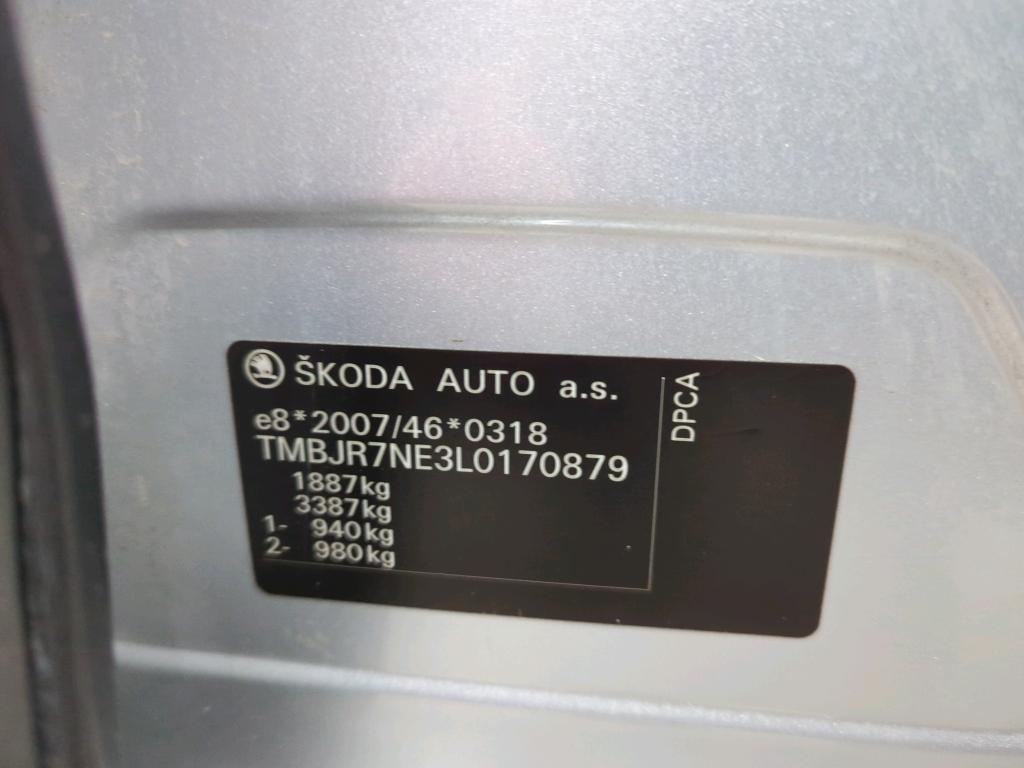 ŠKODA AUTO a.s.
e8*2007/46*0318
TMBJR7NE3L0170879
1887kg
3387kg
1- 940kg
2- 980kg
DPCA